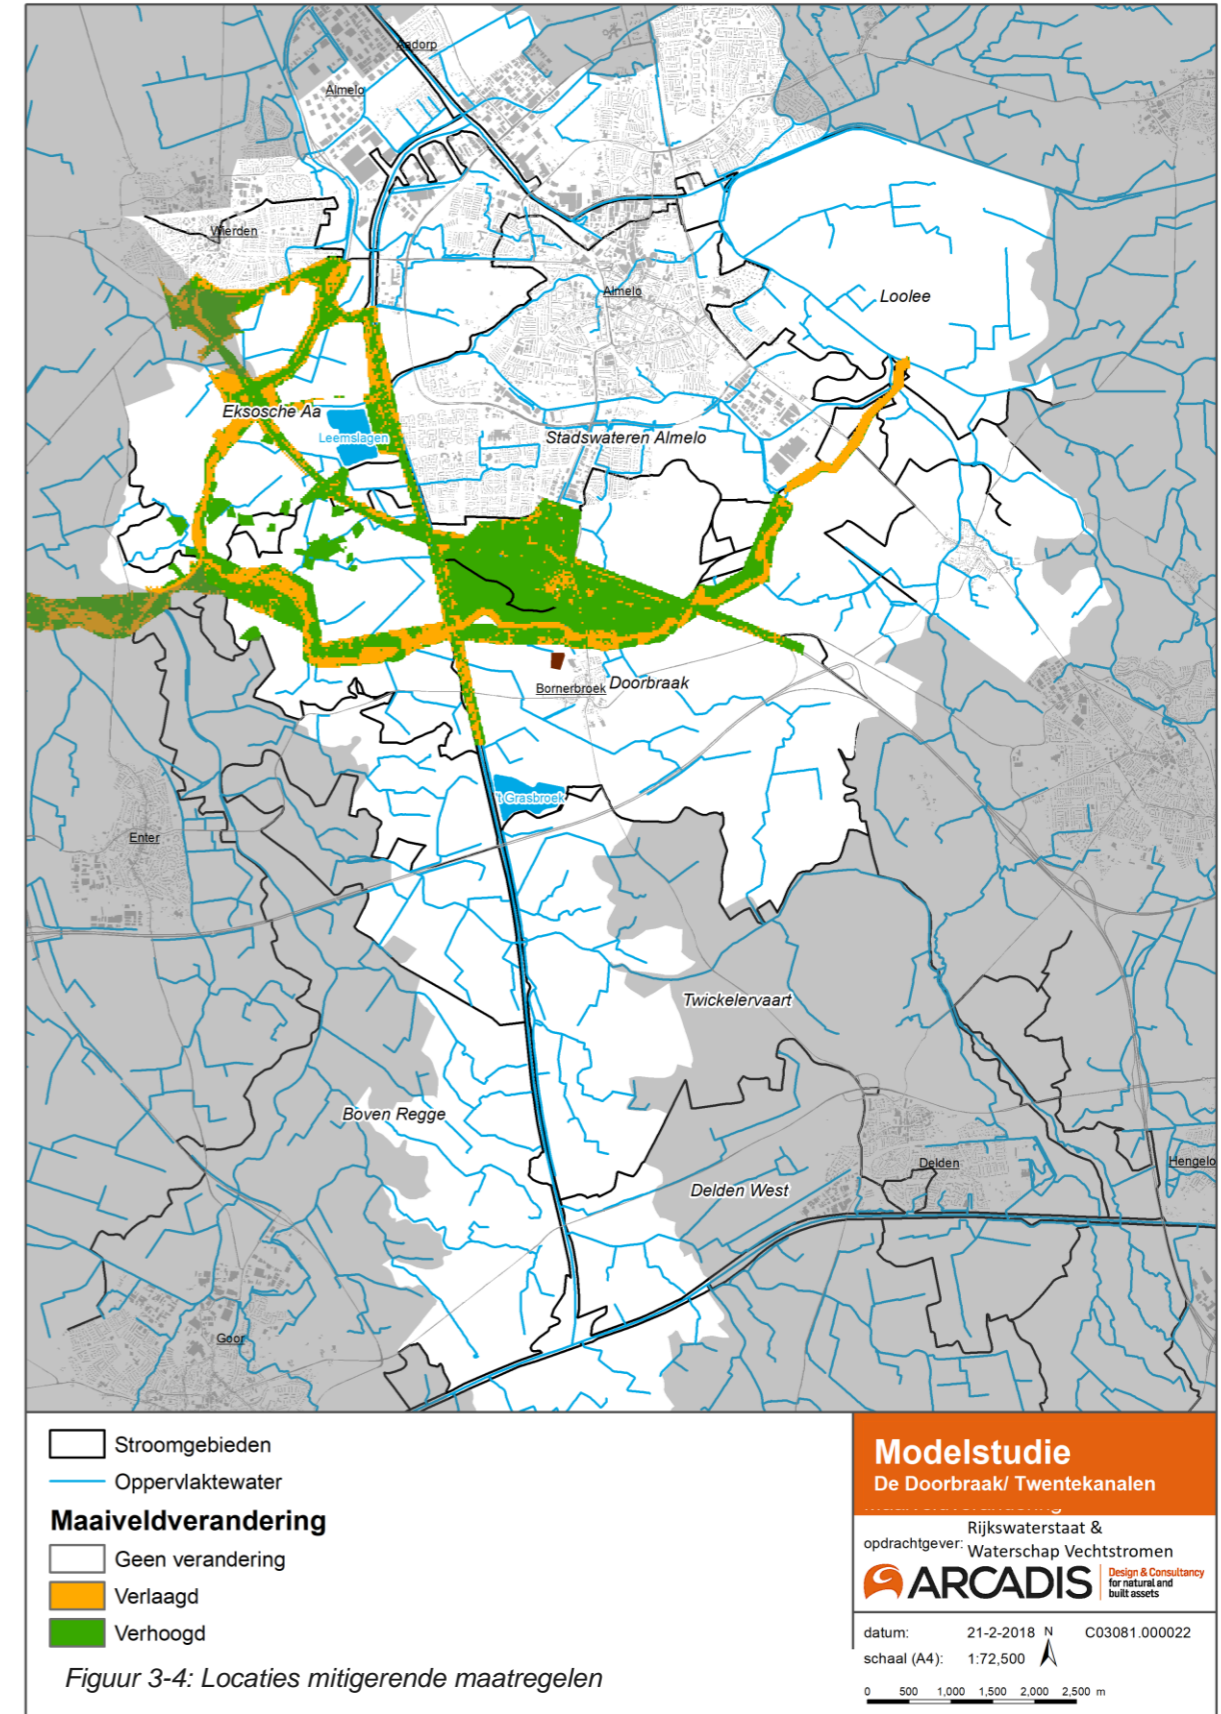 Aadorp
Almelo
Wierden
Almelo
Loolee
Eksosche Aa
Leemslagen
Stadswateren Almelo
Bornerbroek
Doorbraak
't Grasbroek
Enter
Twickelervaart
Boven Regge
Delden
Hengelo
Delden West
Goor
Stroomgebieden
Oppervlaktewater
Maaiveldverandering
Geen verandering
Verlaagd
Verhoogd
Figuur 3-4: Locaties mitigerende maatregelen
Modelstudie
De Doorbraak/ Twentekanalen
Maaiveldverandering
opdrachtgever: Rijkswaterstaat &
Waterschap Vechtstromen
ARCADIS
Design & Consultancy
for natural and
built assets
datum: 21-2-2018 N C03081.000022
schaal (A4): 1:72,500
0 500 1,000 1,500 2,000 2,500 m